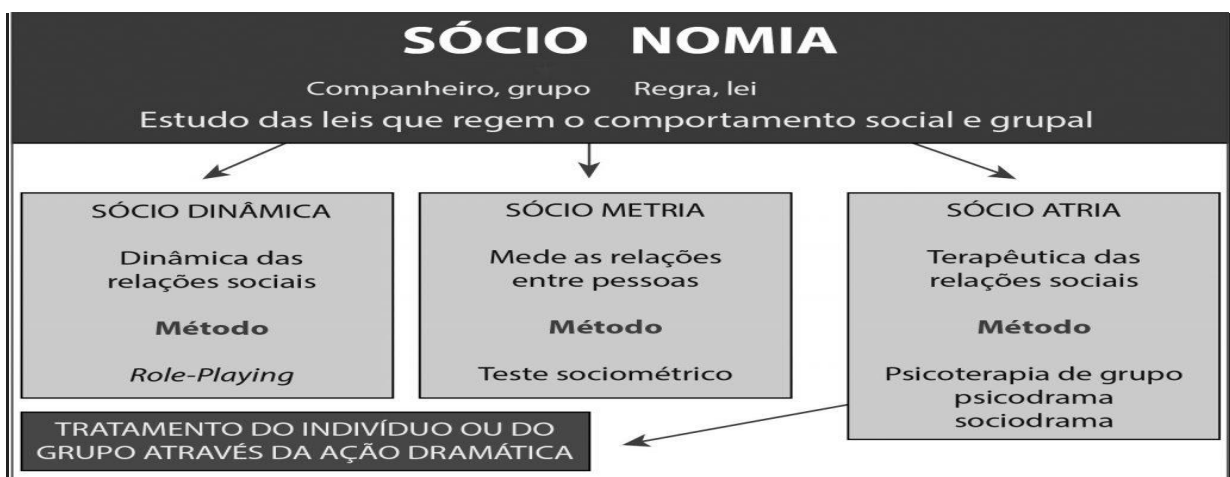 SÓCIO NOMIA
Companheiro, grupo Regra, lei
Estudo das leis que regem o comportamento social e grupal
SÓCIO DINÂMICA
Dinâmica das
relações sociais
Método
Role-Playing
SÓCIO METRIA
Mede as relações
entre pessoas
Método
Teste sociométrico
SÓCIO ATRIA
Terapêutica das
relações sociais
Método
Psicoterapia de grupo
psicodrama
sociodrama
TRATAMENTO DO INDIVÍDUO OU DO
GRUPO ATRAVÉS DA AÇÃO DRAMÁTICA